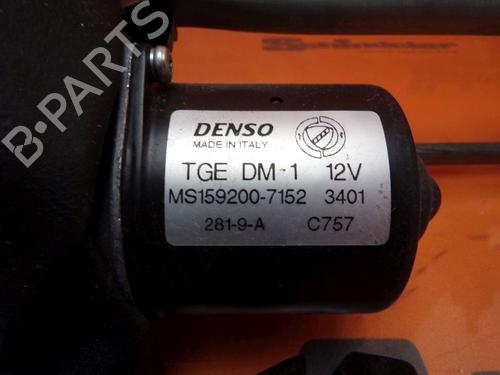 DENSO
MADE IN ITALY
TGE DM-1 12V
MS159200-7152 3401
281-9-A C757
B-PARTS